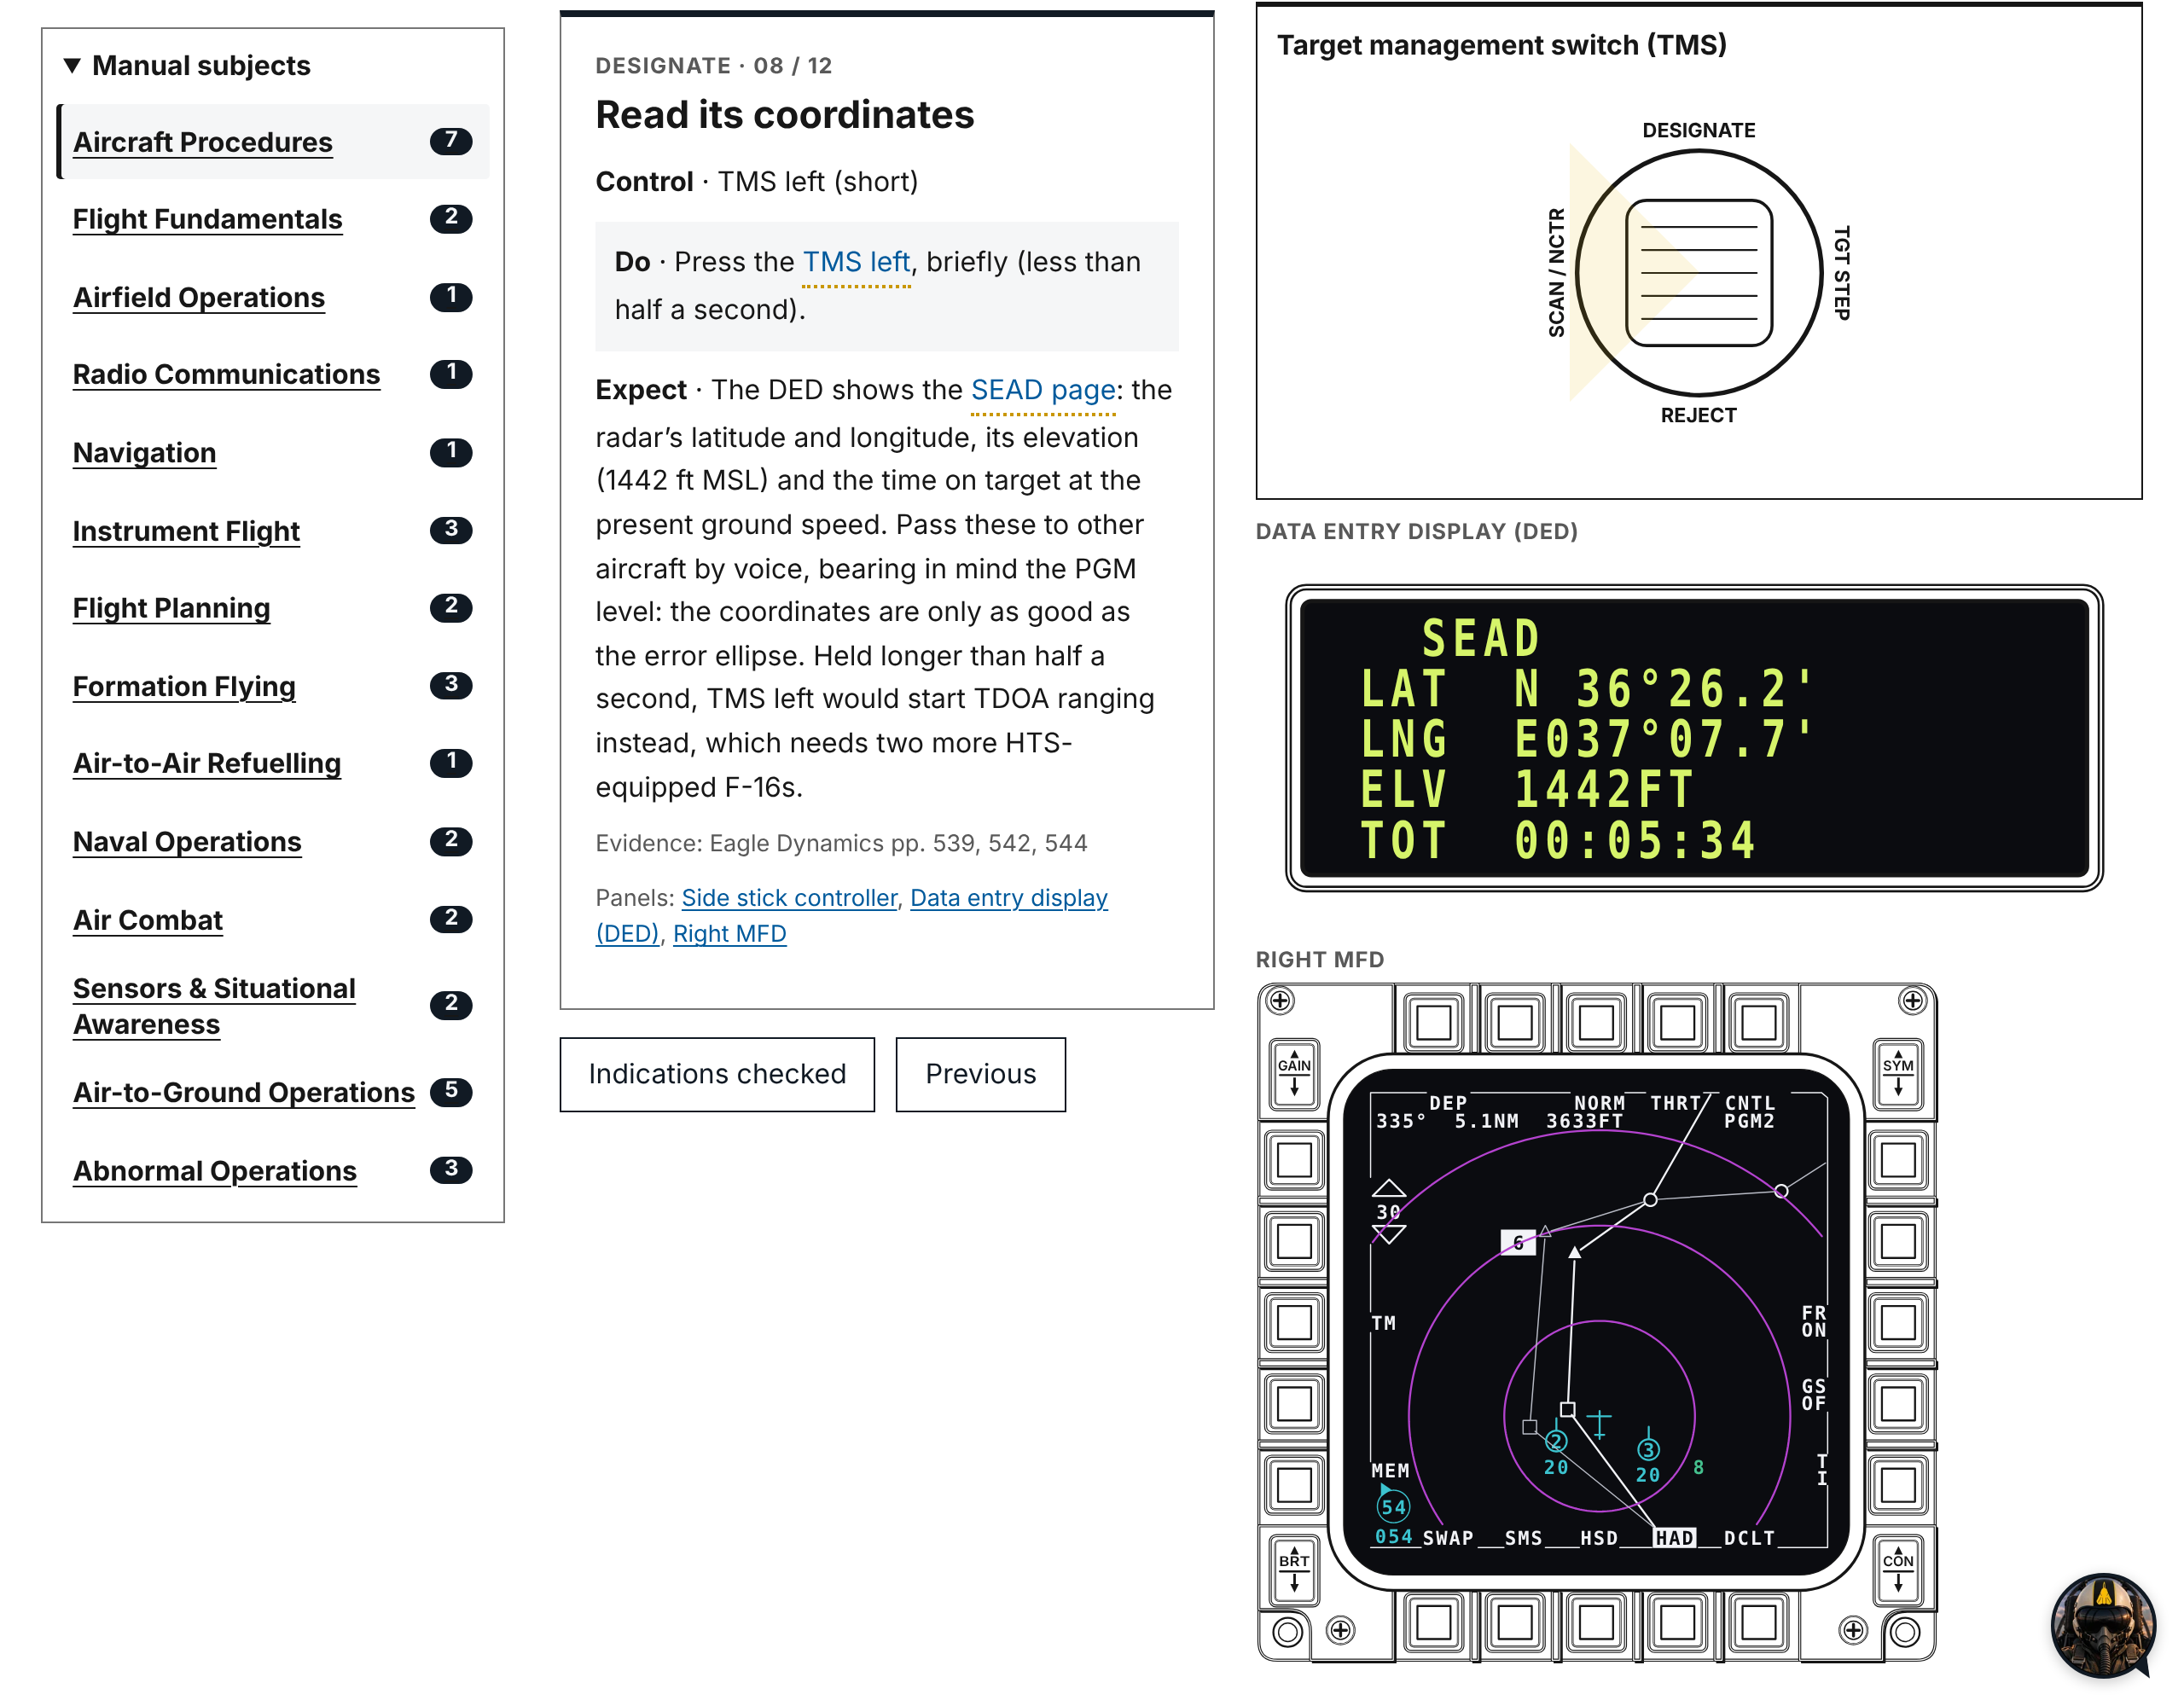 ▼ Manual subjects
Aircraft Procedures 7
Flight Fundamentals 2
Airfield Operations 1
Radio Communications 1
Navigation 1
Instrument Flight 3
Flight Planning 2
Formation Flying 3
Air-to-Air Refuelling 1
Naval Operations 2
Air Combat 2
Sensors & Situational
Awareness 2
Air-to-Ground Operations 5
Abnormal Operations 3
DESIGNATE · 08 / 12
Read its coordinates
Control · TMS left (short)
Do · Press the TMS left, briefly (less than
half a second).
Expect · The DED shows the SEAD page: the
radar’s latitude and longitude, its elevation
(1442 ft MSL) and the time on target at the
present ground speed. Pass these to other
aircraft by voice, bearing in mind the PGM
level: the coordinates are only as good as
the error ellipse. Held longer than half a
second, TMS left would start TDOA ranging
instead, which needs two more HTS-
equipped F-16s.
Evidence: Eagle Dynamics pp. 539, 542, 544
Panels: Side stick controller, Data entry display
(DED), Right MFD
Indications checked
Previous
Target management switch (TMS)
DESIGNATE
SCAN / NCTR
TGT STEP
REJECT
DATA ENTRY DISPLAY (DED)
SEAD
LAT N 36°26.2'
LNG E037°07.7'
ELV 1442FT
TOT 00:05:34
RIGHT MFD
GAIN
SYM
DEP NORM THRT CNTL
335° 5.1NM 3633FT PGM2
30
6
TM
FR
ON
GS
OF
2
3
20
20
8
T
I
MEM
54
054
SWAP SMS HSD HAD DCLT
BRT
CON